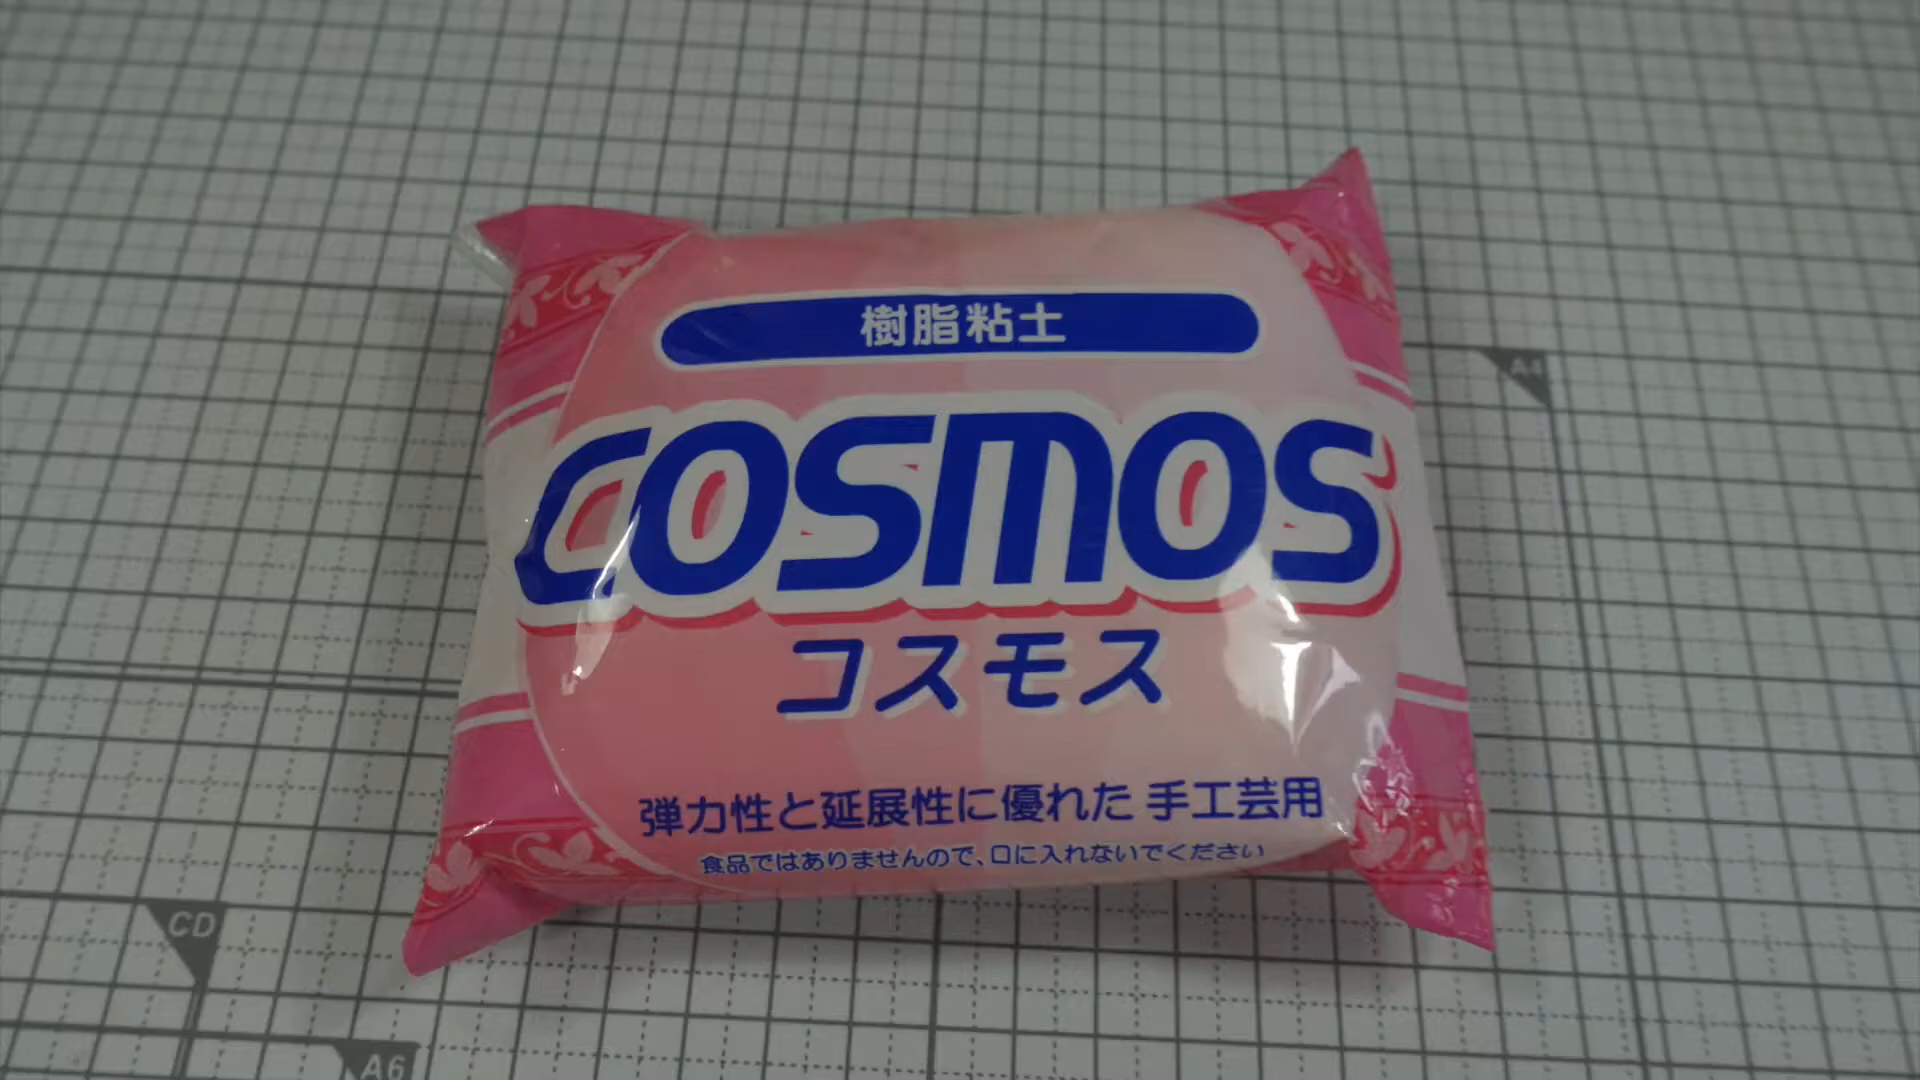 樹脂粘土
COSMOS
コスモス
弾力性と延展性に優れた 手工芸用
食品ではありませんので、口に入れないでください
A4
CD
A6